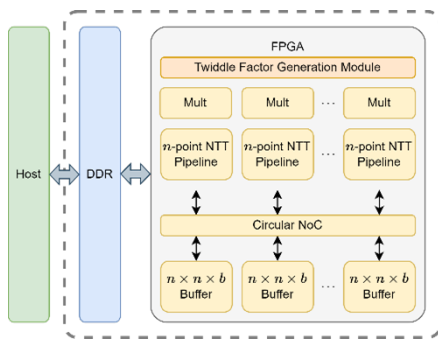 FPGA
Twiddle Factor Generation Module
Mult Mult ... Mult
n-point NTT n-point NTT ... n-point NTT
Pipeline Pipeline Pipeline
Host DDR
Circular NoC
n × n × b n × n × b ... n × n × b
Buffer Buffer Buffer